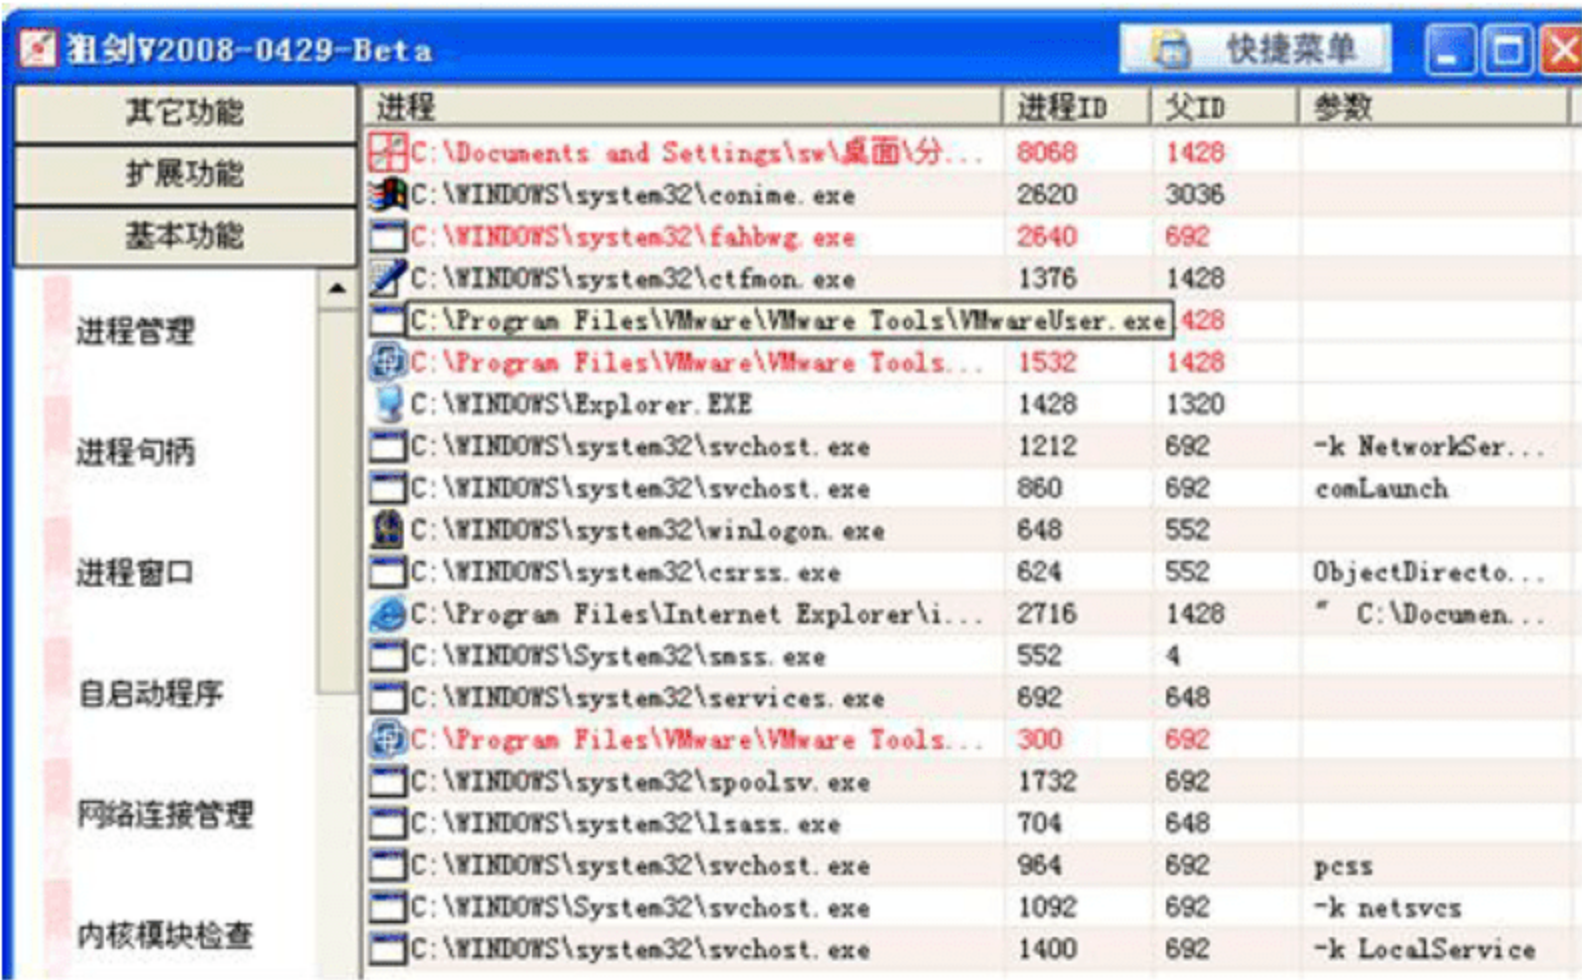 狙剑V2008-0429-Beta 快捷菜单
其它功能
扩展功能
基本功能
进程管理
进程句柄
进程窗口
自启动程序
网络连接管理
内核模块检查
进程 进程ID 父ID 参数
C:\Documents and Settings\sw\桌面\分... 8068 1428
C:\WINDOWS\system32\conime.exe 2620 3036
C:\WINDOWS\system32\fahbwg.exe 2640 692
C:\WINDOWS\system32\ctfmon.exe 1376 1428
C:\Program Files\VMware\VMware Tools\VMwareUser.exe 428
C:\Program Files\VMware\VMware Tools... 1532 1428
C:\WINDOWS\Explorer.EXE 1428 1320
C:\WINDOWS\system32\svchost.exe 1212 692 -k NetworkSer...
C:\WINDOWS\system32\svchost.exe 860 692 comLaunch
C:\WINDOWS\system32\winlogon.exe 648 552
C:\WINDOWS\system32\csrss.exe 624 552 ObjectDirecto...
C:\Program Files\Internet Explorer\i... 2716 1428 " C:\Documen...
C:\WINDOWS\System32\smss.exe 552 4
C:\WINDOWS\system32\services.exe 692 648
C:\Program Files\VMware\VMware Tools... 300 692
C:\WINDOWS\system32\spoolsv.exe 1732 692
C:\WINDOWS\system32\lsass.exe 704 648
C:\WINDOWS\system32\svchost.exe 964 692 pcss
C:\WINDOWS\System32\svchost.exe 1092 692 -k netsvcs
C:\WINDOWS\system32\svchost.exe 1400 692 -k LocalService